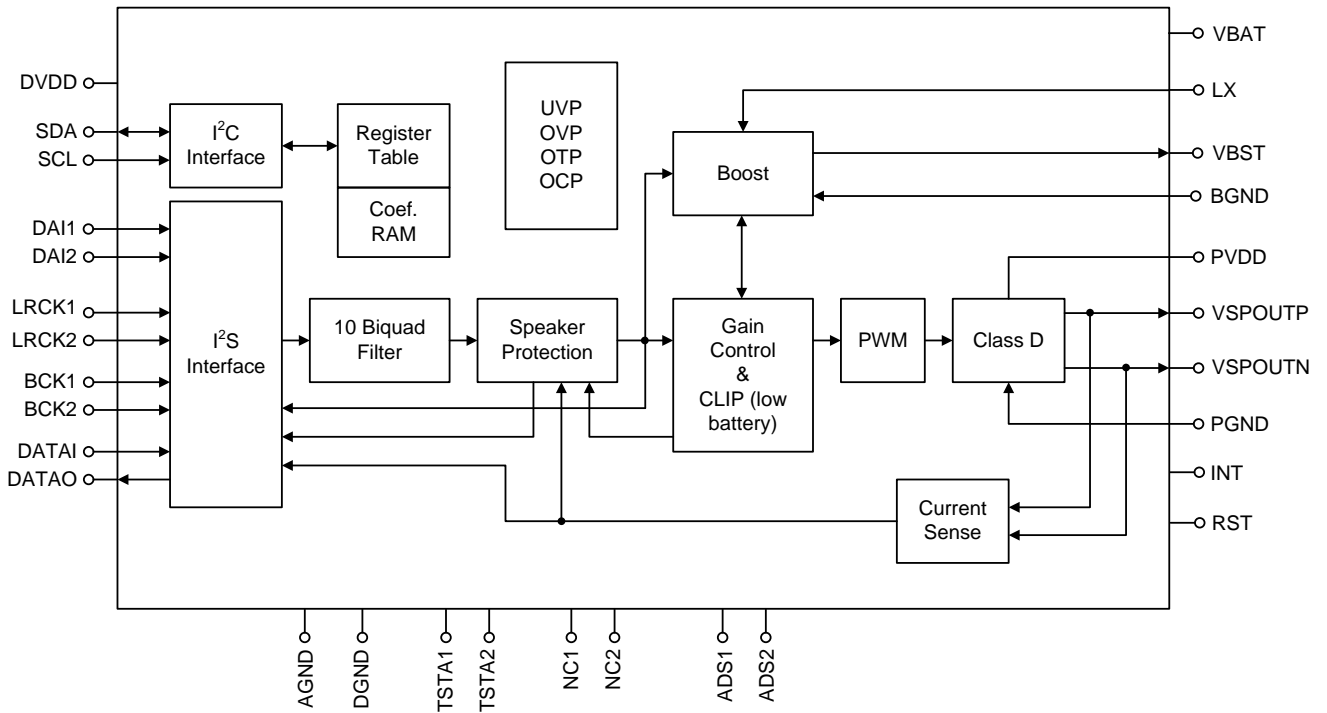 DVDD
SDA
SCL
DAI1
DAI2
LRCK1
LRCK2
BCK1
BCK2
DATAI
DATAO
I²C
Interface
Register
Table
Coef.
RAM
UVP
OVP
OTP
OCP
Boost
I²S
Interface
10 Biquad
Filter
Speaker
Protection
Gain
Control
&
CLIP (low
battery)
PWM
Class D
Current
Sense
VBAT
LX
VBST
BGND
PVDD
VSPOUTP
VSPOUTN
PGND
INT
RST
AGND
DGND
TSTA1
TSTA2
NC1
NC2
ADS1
ADS2